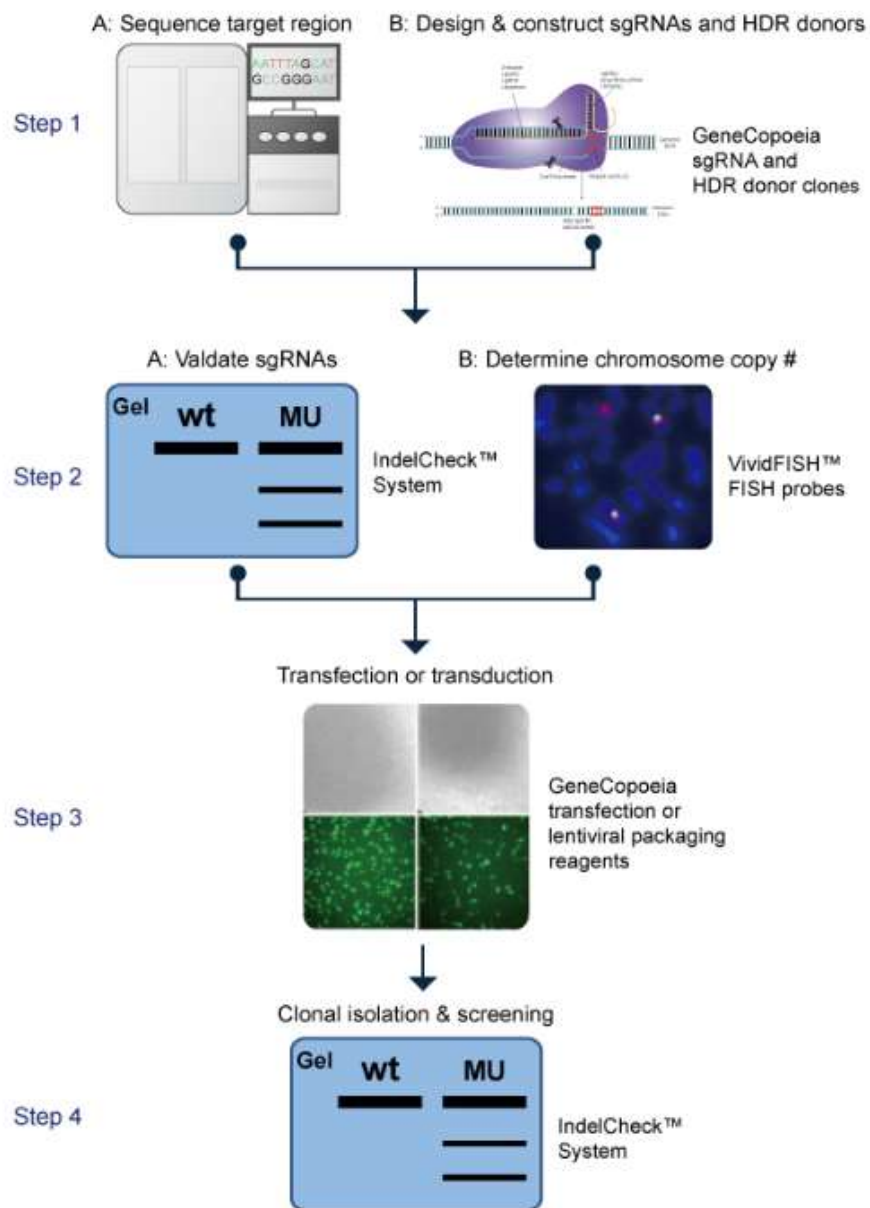 A: Sequence target region
B: Design & construct sgRNAs and HDR donors
Step 1
AATTTAGCAT
GCCGGGAAT
GeneCopoeia
sgRNA and
HDR donor clones
A: Valdate sgRNAs
B: Determine chromosome copy #
Step 2
Gel
wt
MU
IndelCheck™
System
VividFISH™
FISH probes
Transfection or transduction
Step 3
GeneCopoeia
transfection or
lentiviral packaging
reagents
Clonal isolation & screening
Step 4
Gel
wt
MU
IndelCheck™
System